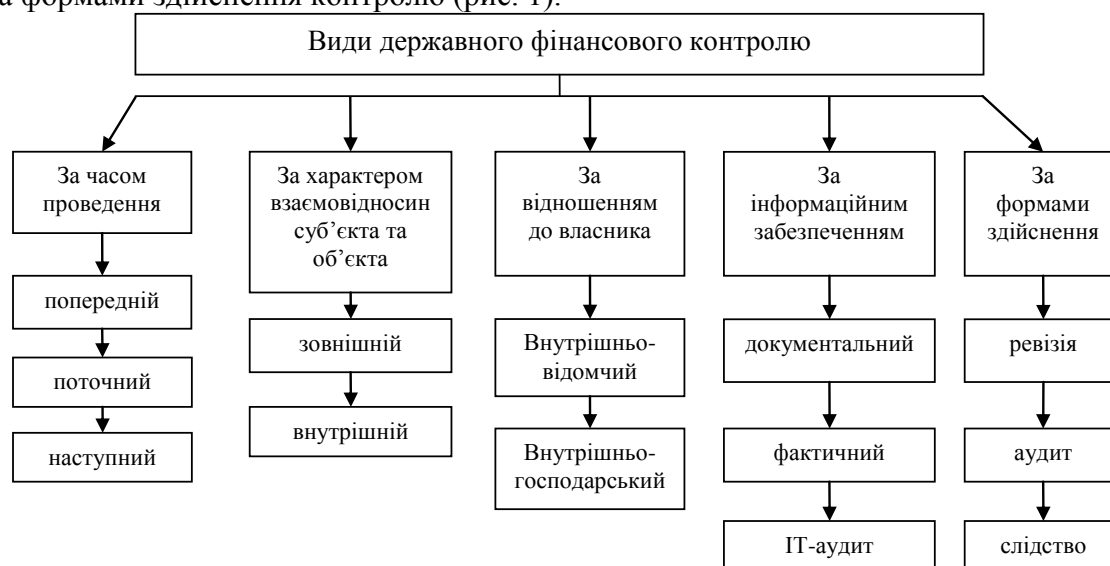 за формами здійснення контролю (рис. 1).
Види державного фінансового контролю
За часом
проведення
попередній
поточний
наступний
За характером
взаємовідносин
суб’єкта та
об’єкта
зовнішній
внутрішній
За
відношенням
до власника
Внутрішньо-
відомчий
Внутрішньо-
господарський
За
інформаційним
забезпеченням
документальний
фактичний
ІТ-аудит
За
формами
здійснення
ревізія
аудит
слідство